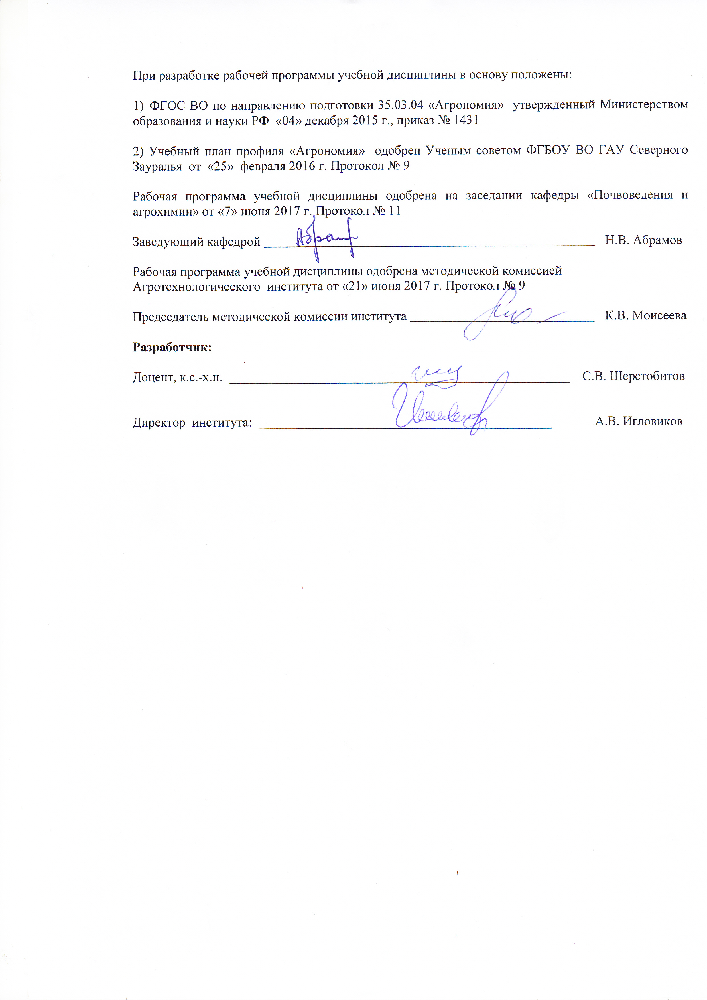 При разработке рабочей программы учебной дисциплины в основу положены:
1) ФГОС ВО по направлению подготовки 35.03.04 «Агрономия» утвержденный Министерством
образования и науки РФ «04» декабря 2015 г., приказ № 1431
2) Учебный план профиля «Агрономия» одобрен Ученым советом ФГБОУ ВО ГАУ Северного
Зауралья от «25» февраля 2016 г. Протокол № 9
Рабочая программа учебной дисциплины одобрена на заседании кафедры «Почвоведения и
агрохимии» от «7» июня 2017 г. Протокол № 11
Заведующий кафедрой Н.В. Абрамов
Рабочая программа учебной дисциплины одобрена методической комиссией
Агротехнологического института от «21» июня 2017 г. Протокол № 9
Председатель методической комиссии института К.В. Моисеева
Разработчик:
Доцент, к.с.-х.н. С.В. Шерстобитов
Директор института: А.В. Игловиков